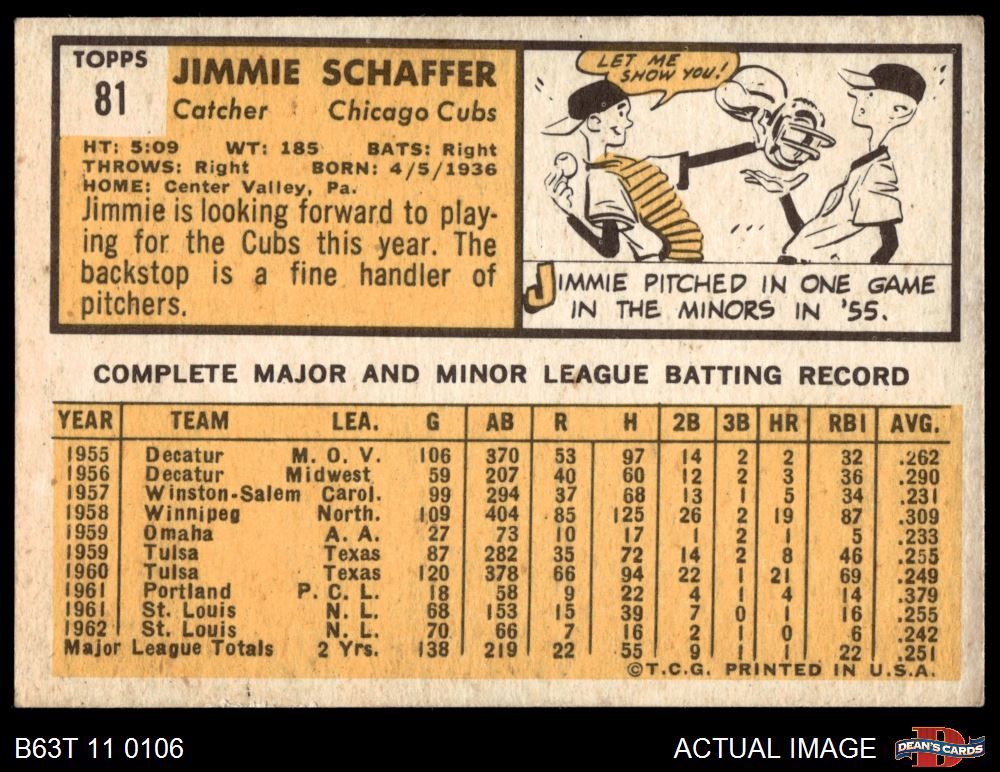 TOPPS
81
JIMMIE SCHAFFER
Catcher Chicago Cubs
HT: 5:09 WT: 185 BATS: Right
THROWS: Right BORN: 4/5/1936
HOME: Center Valley, Pa.
Jimmie is looking forward to play-
ing for the Cubs this year. The
backstop is a fine handler of
pitchers.
LET ME
SHOW YOU!
JIMMIE PITCHED IN ONE GAME
IN THE MINORS IN '55.
COMPLETE MAJOR AND MINOR LEAGUE BATTING RECORD
YEAR TEAM LEA. G AB R H 2B 3B HR RBI AVG.
1955 Decatur M. O. V. 106 370 53 97 14 2 2 32 .262
1956 Decatur Midwest 59 207 40 60 12 2 3 36 .290
1957 Winston-Salem Carol. 99 294 37 68 13 1 5 34 .231
1958 Winnipeg North. 109 404 85 125 26 2 19 87 .309
1959 Omaha A. A. 27 73 10 17 1 2 1 5 .233
1959 Tulsa Texas 87 282 35 72 14 2 8 46 .255
1960 Tulsa Texas 120 378 66 94 22 1 21 69 .249
1961 Portland P. C. L. 18 58 9 22 4 1 4 14 .379
1961 St. Louis N. L. 68 153 15 39 7 0 1 16 .255
1962 St. Louis N. L. 70 66 7 16 2 1 0 6 .242
Major League Totals 2 Yrs. 138 219 22 55 9 1 1 22 .251
©T.C.G. PRINTED IN U.S.A.
B63T 11 0106
ACTUAL IMAGE
D
DEAN'S CARDS